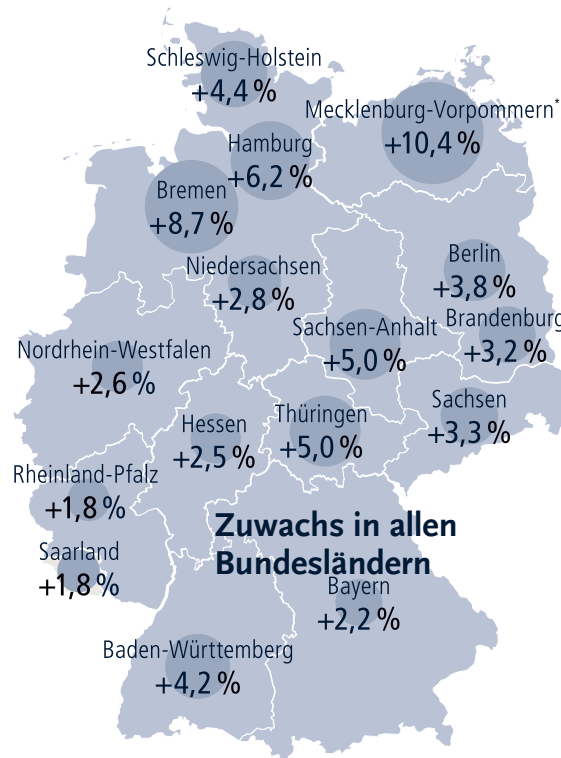 Schleswig-Holstein
+4,4 %
Mecklenburg-Vorpommern*
+10,4 %
Hamburg
+6,2 %
Bremen
+8,7 %
Berlin
+3,8 %
Niedersachsen
+2,8 %
Brandenburg
+3,2 %
Sachsen-Anhalt
+5,0 %
Nordrhein-Westfalen
+2,6 %
Sachsen
+3,3 %
Thüringen
+5,0 %
Hessen
+2,5 %
Rheinland-Pfalz
+1,8 %
Zuwachs in allen
Bundesländern
Saarland
+1,8 %
Bayern
+2,2 %
Baden-Württemberg
+4,2 %